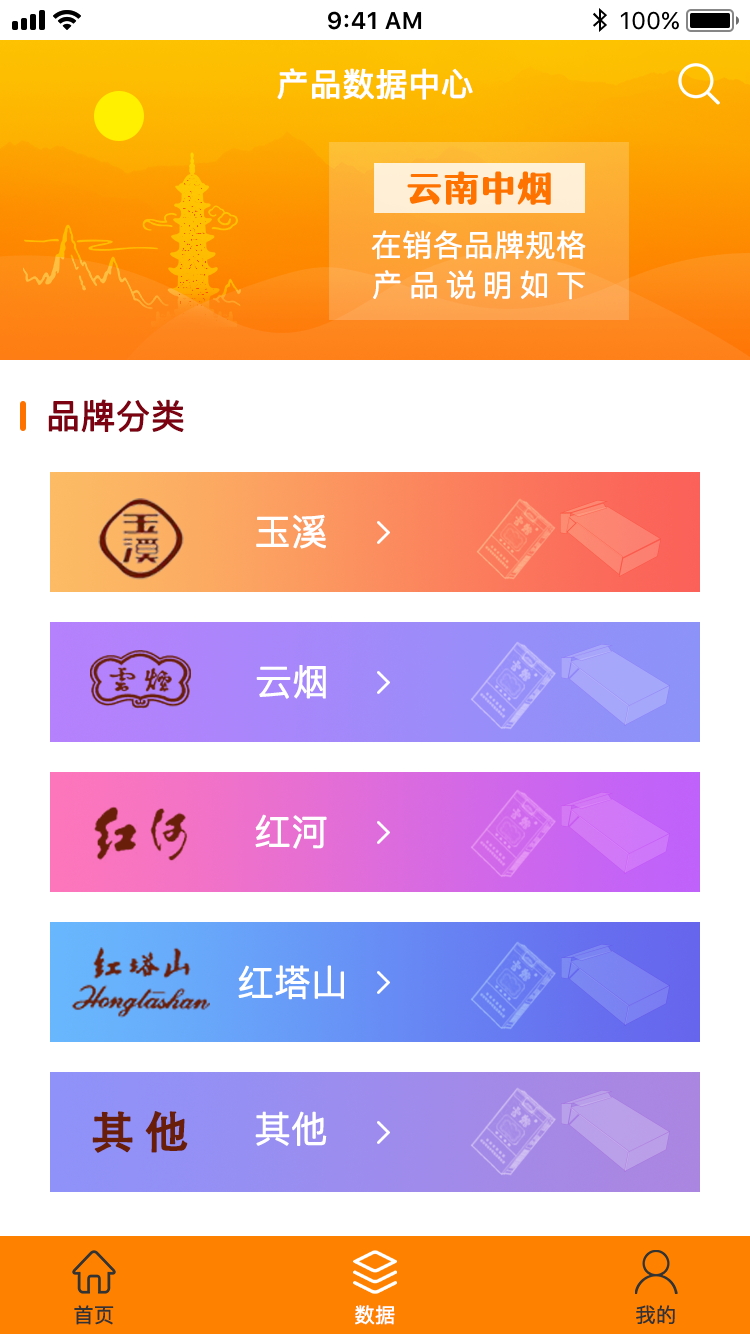 9:41 AM
100%
产品数据中心
云南中烟
在销各品牌规格
产品说明如下
品牌分类
玉溪
玉溪
雲煙
云烟
红河
红河
红塔山
Hongtashan
红塔山
其他
其他
首页
数据
我的